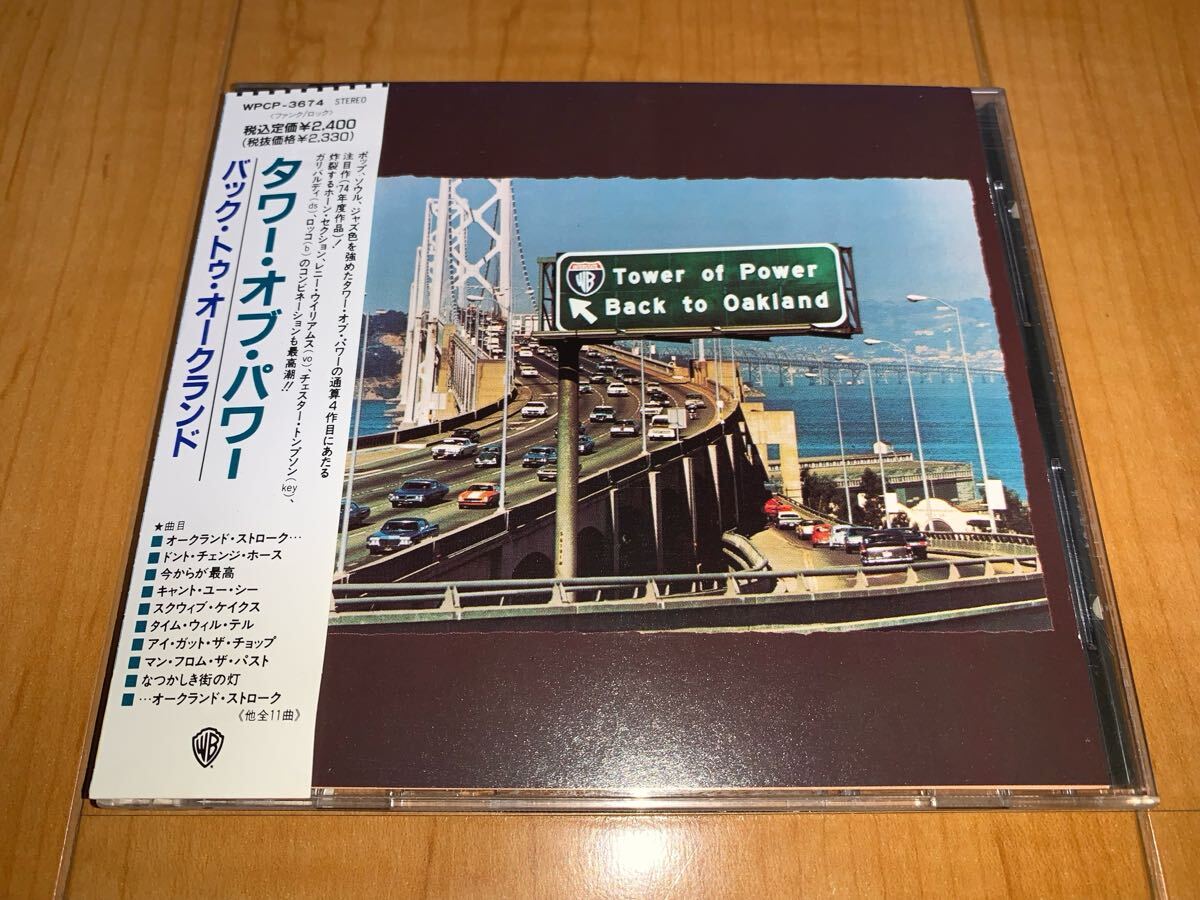 WPCP-3674 STEREO
〈ファンク/ロック〉
税込定価¥2,400
(税抜価格¥2,330)
タワー・オブ・パワー
バック・トゥ・オークランド
ポップ、ソウル、ジャズ色を強めたタワー・オブ・パワーの通算4作目にあたる
注目作('74年度作品)!
炸裂するホーン・セクション、レニー・ウイリアムス(vo)、チェスター・トンプソン(key)、
ガリバルディ(ds)、ロッコ(b)のコンビネーションも最高潮!!
★曲目
■オークランド・ストローク…
■ドント・チェンジ・ホース
■今からが最高
■キャント・ユー・シー
■スクウィブ・ケイクス
■タイム・ウィル・テル
■アイ・ガット・ザ・チョップ
■マン・フロム・ザ・パスト
■なつかしき街の灯
■…オークランド・ストローク
《他全11曲》
WB
WB
Tower of Power
Back to Oakland